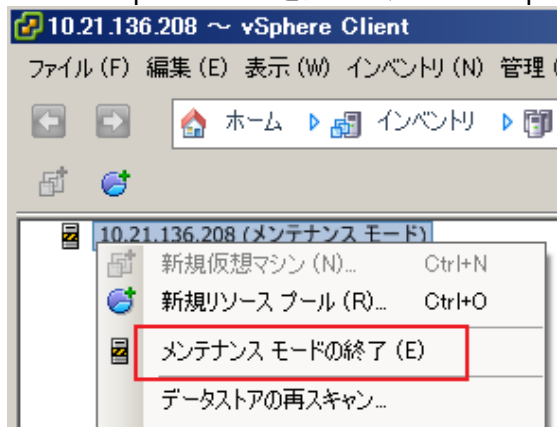 10.21.136.208 ～ vSphere Client
ファイル(F) 編集(E) 表示(W) インベントリ(N) 管理(
ホーム インベントリ
10.21.136.208 (メンテナンス モード)
新規仮想マシン(N)... Ctrl+N
新規リソース プール(R)... Ctrl+O
メンテナンス モードの終了(E)
データストアの再スキャン...